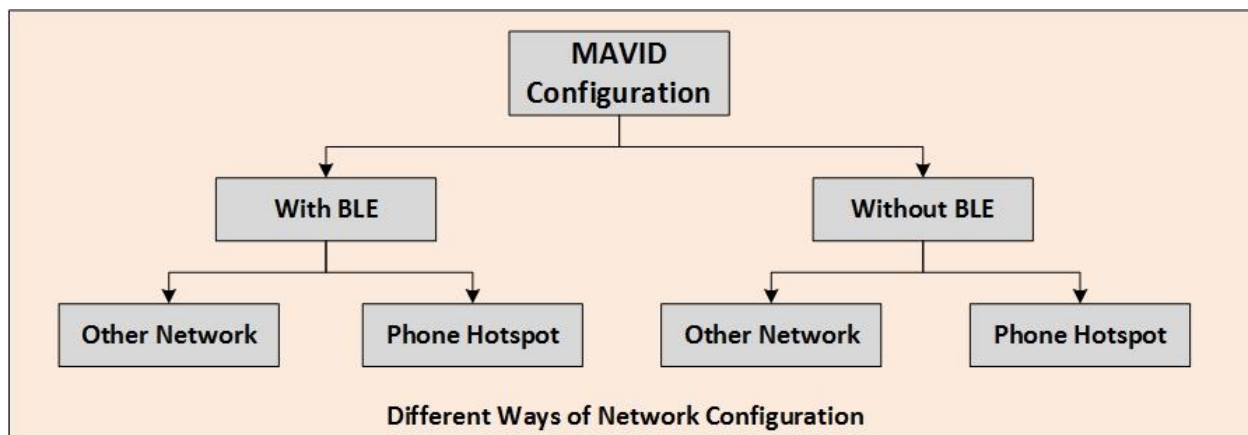 MAVID
Configuration
With BLE
Without BLE
Other Network
Phone Hotspot
Other Network
Phone Hotspot
Different Ways of Network Configuration